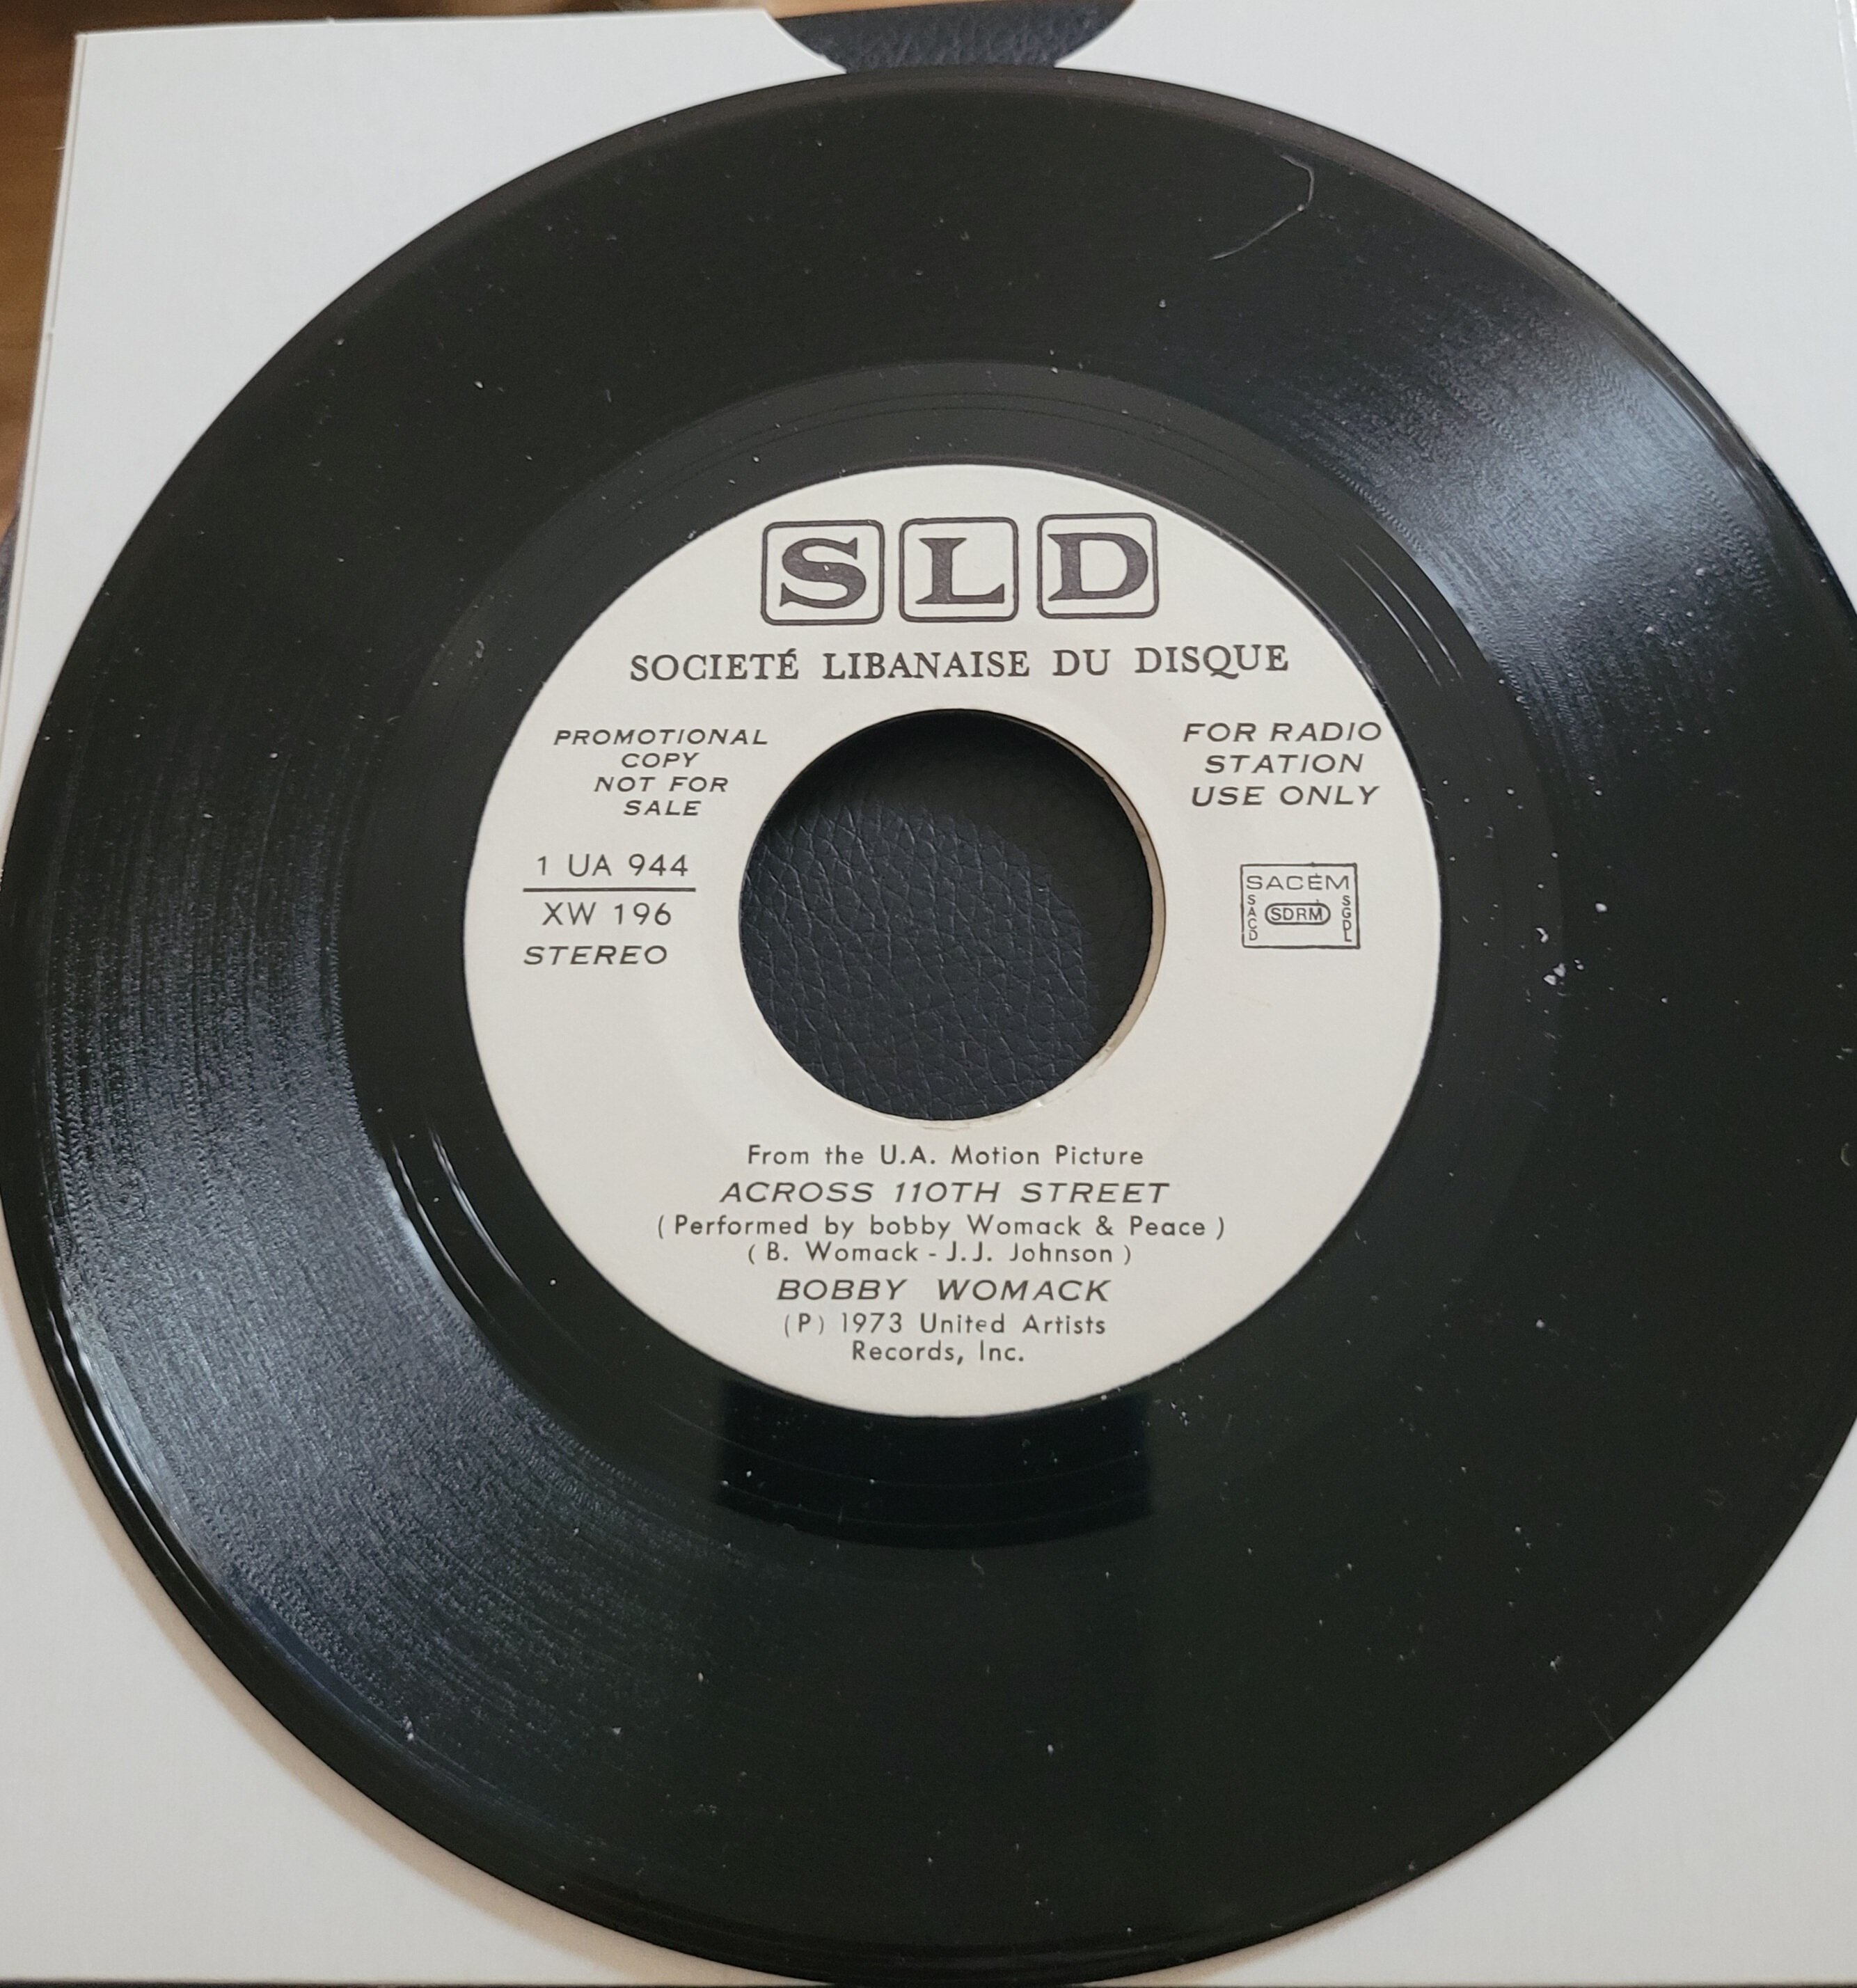 SLD
SOCIETÉ LIBANAISE DU DISQUE
PROMOTIONAL
COPY
NOT FOR
SALE
1 UA 944
XW 196
STEREO
FOR RADIO
STATION
USE ONLY
SACEM
SACD
SDRM
SGDL
From the U.A. Motion Picture
ACROSS 110TH STREET
(Performed by bobby Womack & Peace)
(B. Womack - J.J. Johnson)
BOBBY WOMACK
(P) 1973 United Artists
Records, Inc.